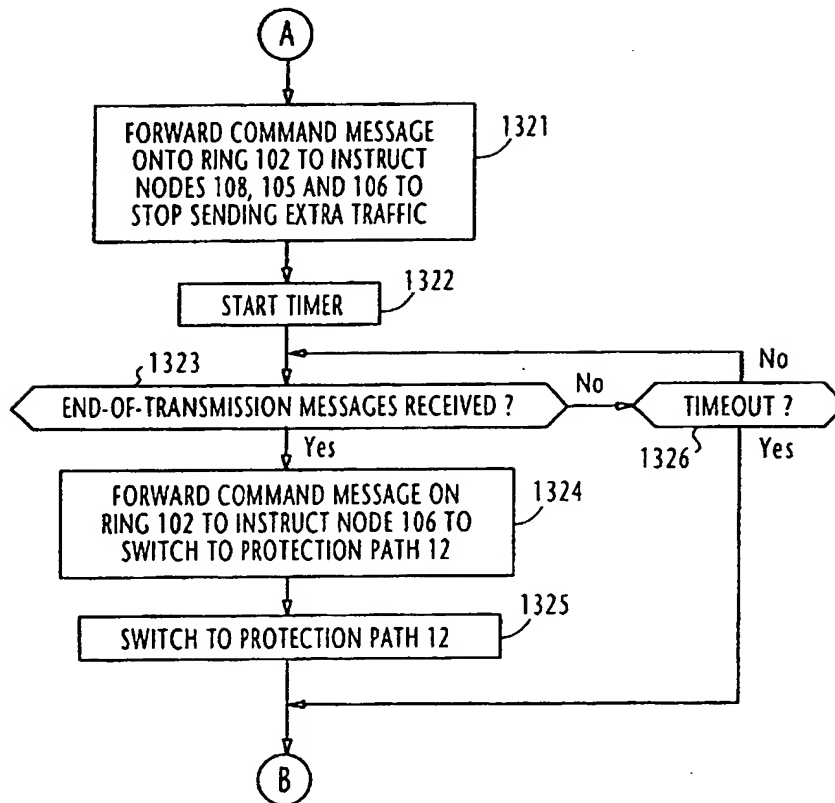 A
FORWARD COMMAND MESSAGE
ONTO RING 102 TO INSTRUCT
NODES 108, 105 AND 106 TO
STOP SENDING EXTRA TRAFFIC
1321
START TIMER
1322
1323
END-OF-TRANSMISSION MESSAGES RECEIVED ?
No
No
TIMEOUT ?
1326
Yes
Yes
FORWARD COMMAND MESSAGE ON
RING 102 TO INSTRUCT NODE 106 TO
SWITCH TO PROTECTION PATH 12
1324
SWITCH TO PROTECTION PATH 12
1325
B